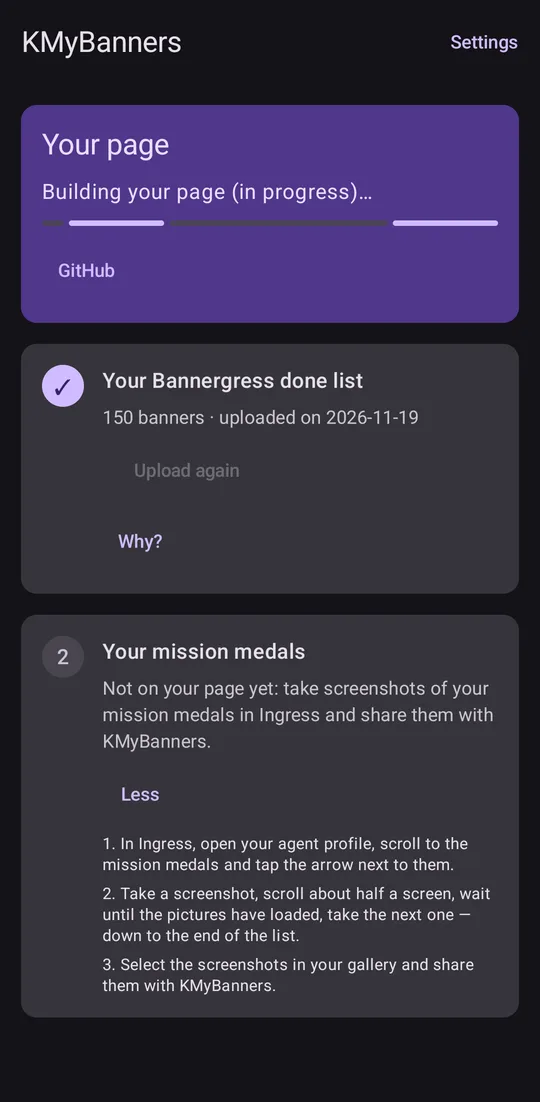 KMyBanners
Settings
Your page
Building your page (in progress)…
GitHub
✓
Your Bannergress done list
150 banners · uploaded on 2026-11-19
Upload again
Why?
2
Your mission medals
Not on your page yet: take screenshots of your
mission medals in Ingress and share them with
KMyBanners.
Less
1. In Ingress, open your agent profile, scroll to the
mission medals and tap the arrow next to them.
2. Take a screenshot, scroll about half a screen, wait
until the pictures have loaded, take the next one —
down to the end of the list.
3. Select the screenshots in your gallery and share
them with KMyBanners.